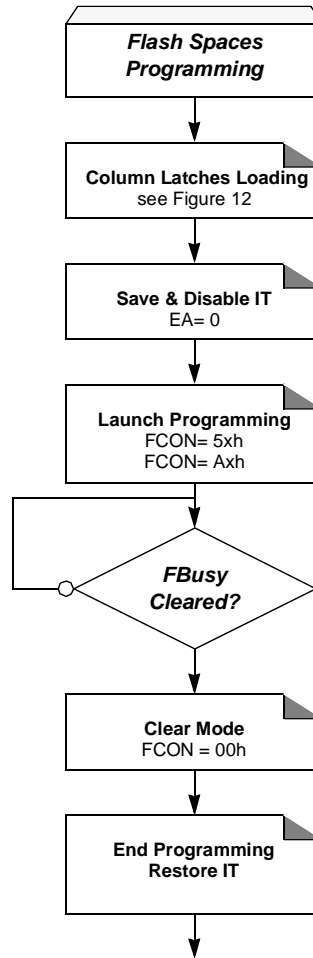 Flash Spaces
Programming
Column Latches Loading
see Figure 12
Save & Disable IT
EA= 0
Launch Programming
FCON= 5xh
FCON= Axh
FBusy
Cleared?
Clear Mode
FCON = 00h
End Programming
Restore IT